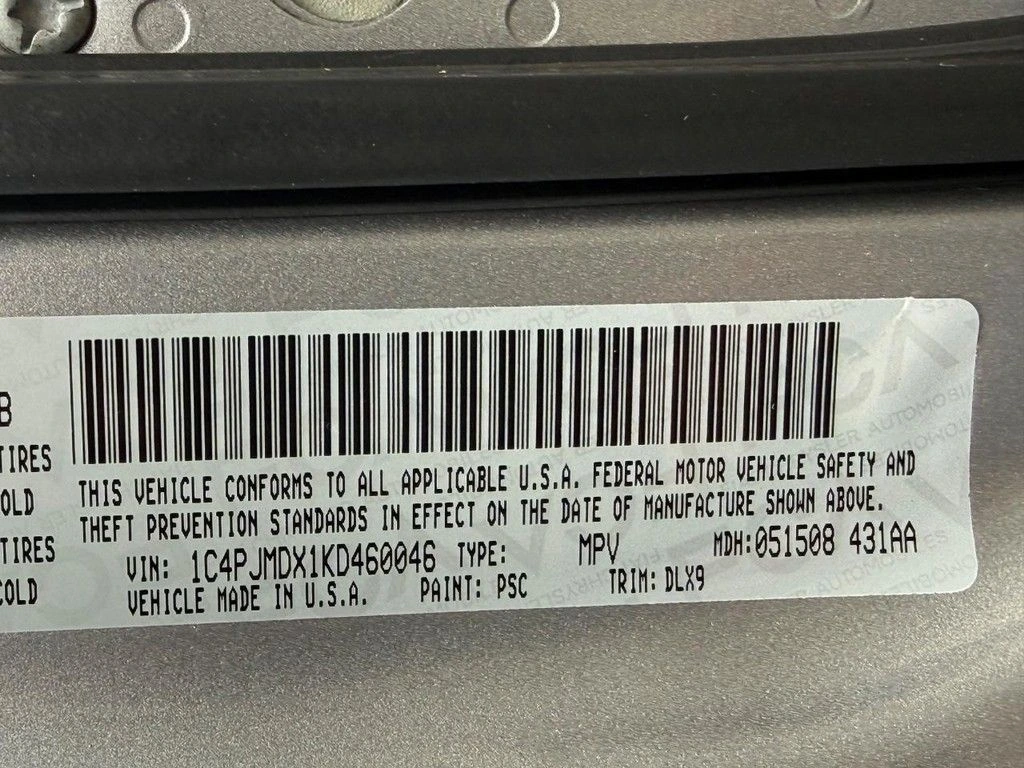 B
TIRES
OLD
THIS VEHICLE CONFORMS TO ALL APPLICABLE U.S.A. FEDERAL MOTOR VEHICLE SAFETY AND
THEFT PREVENTION STANDARDS IN EFFECT ON THE DATE OF MANUFACTURE SHOWN ABOVE.
TIRES
COLD
VIN: 1C4PJMDX1KD460046 TYPE: MPV MDH:051508 431AA
VEHICLE MADE IN U.S.A. PAINT: PSC TRIM: DLX9